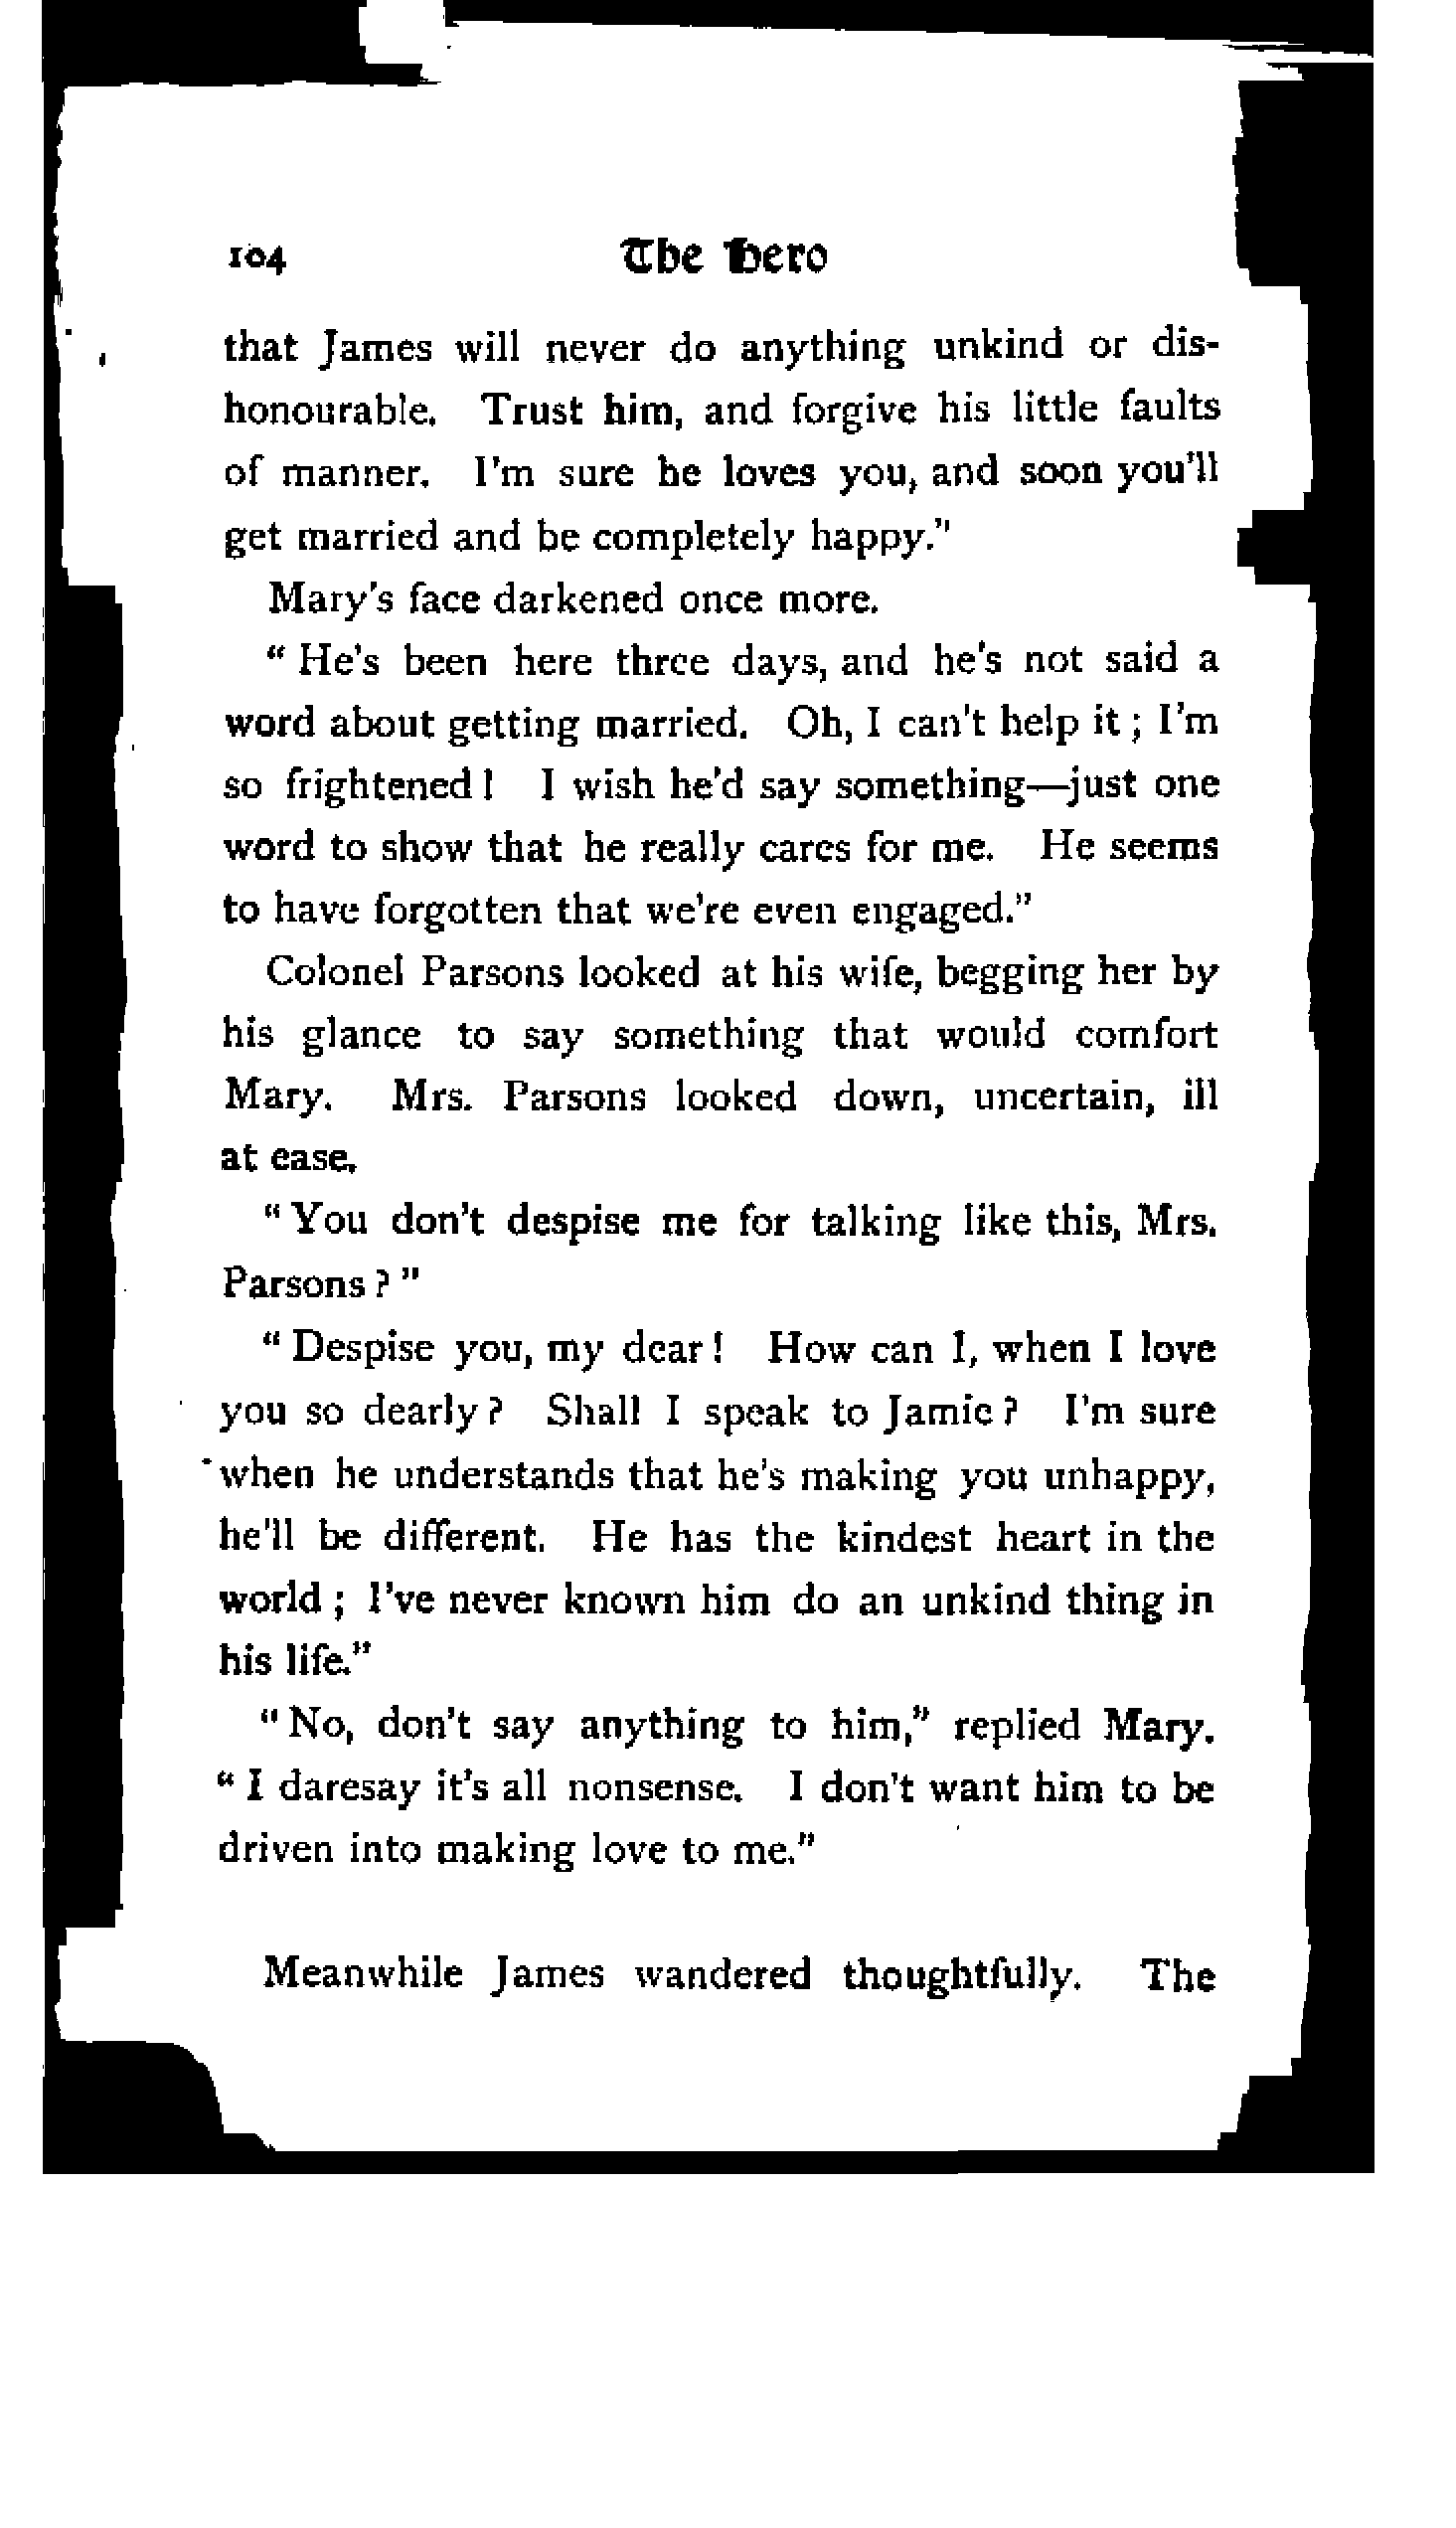 104 The Hero
that James will never do anything unkind or dis-
honourable. Trust him, and forgive his little faults
of manner. I'm sure he loves you, and soon you'll
get married and be completely happy."
Mary's face darkened once more.
"He's been here three days, and he's not said a
word about getting married. Oh, I can't help it; I'm
so frightened! I wish he'd say something—just one
word to show that he really cares for me. He seems
to have forgotten that we're even engaged."
Colonel Parsons looked at his wife, begging her by
his glance to say something that would comfort
Mary. Mrs. Parsons looked down, uncertain, ill
at ease.
"You don't despise me for talking like this, Mrs.
Parsons?"
"Despise you, my dear! How can I, when I love
you so dearly? Shall I speak to Jamie? I'm sure
when he understands that he's making you unhappy,
he'll be different. He has the kindest heart in the
world; I've never known him do an unkind thing in
his life."
"No, don't say anything to him," replied Mary.
"I daresay it's all nonsense. I don't want him to be
driven into making love to me."
Meanwhile James wandered thoughtfully. The